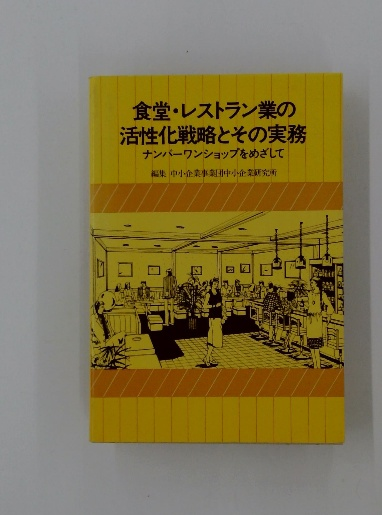 食堂・レストラン業の
活性化戦略とその実務
ナンバーワンショップをめざして
編集 中小企業事業団中小企業研究所